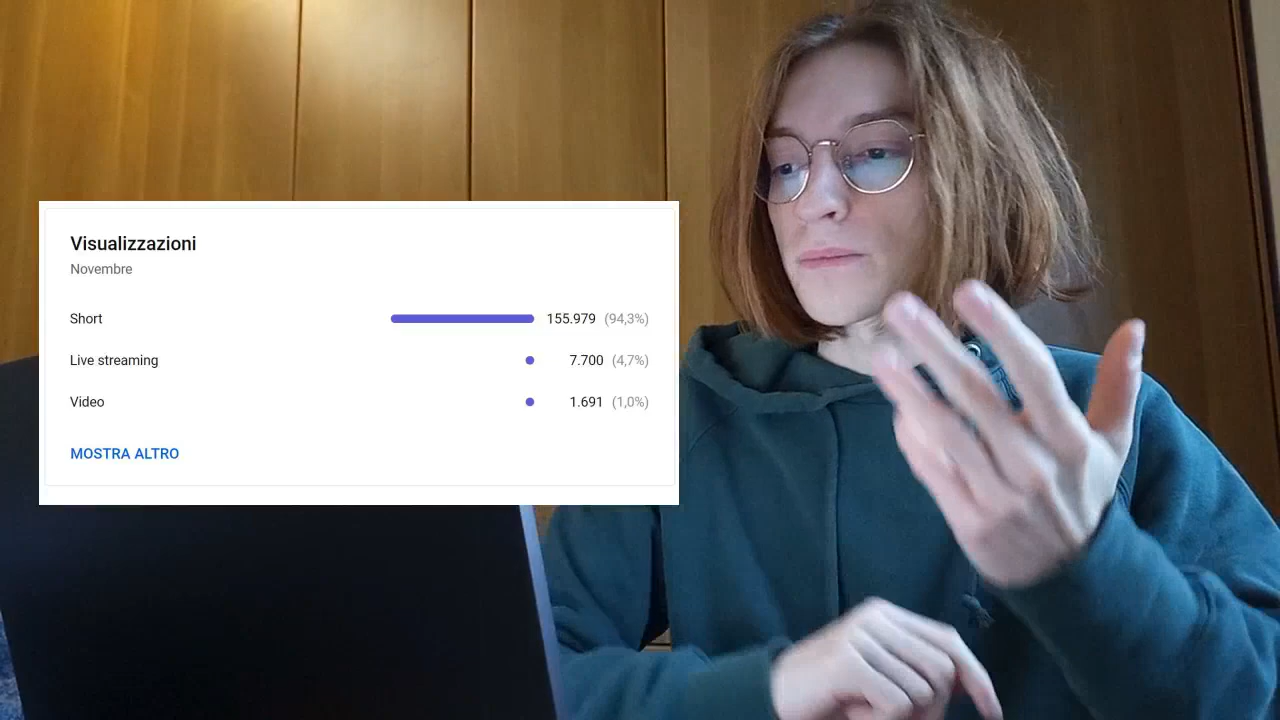 Visualizzazioni
Novembre
Short 155.979 (94,3%)
Live streaming 7.700 (4,7%)
Video 1.691 (1,0%)
MOSTRA ALTRO